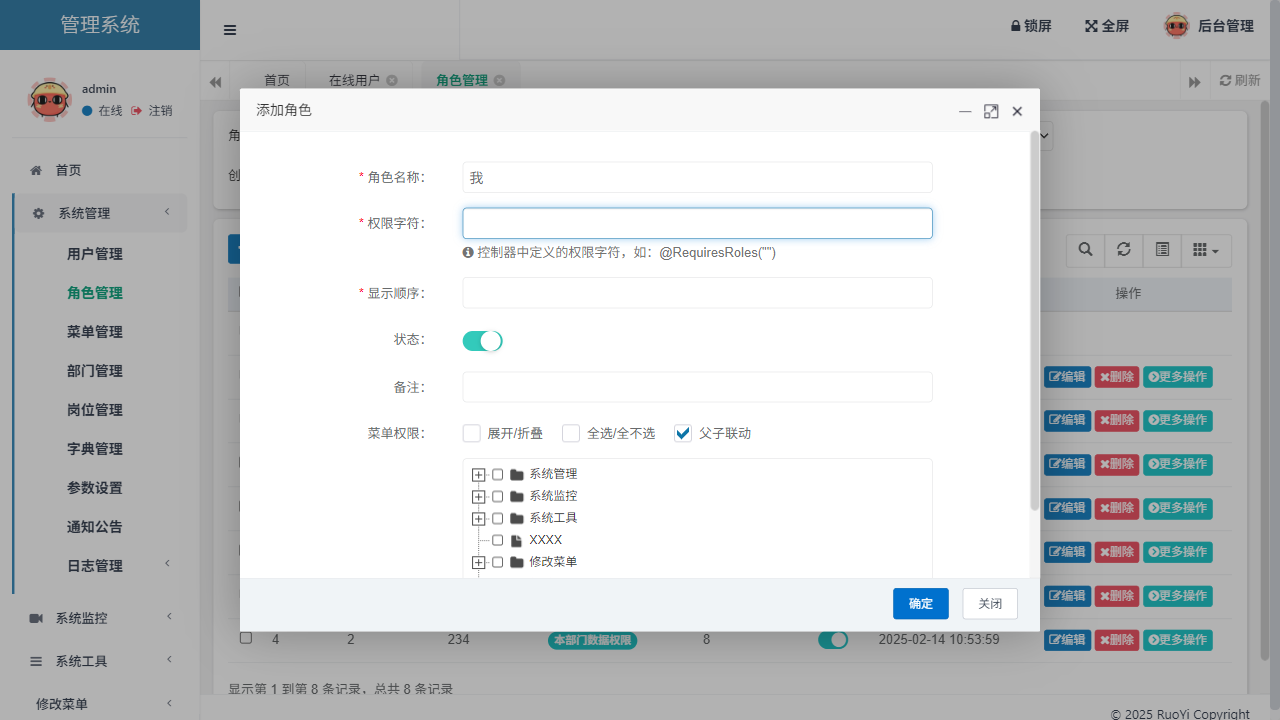 管理系统
锁屏
全屏
后台管理
admin
在线
注销
首页
在线用户
角色管理
刷新
首页
系统管理
用户管理
角色管理
菜单管理
部门管理
岗位管理
字典管理
参数设置
通知公告
日志管理
系统监控
系统工具
修改菜单
添加角色
* 角色名称：
我
* 权限字符：
控制器中定义的权限字符，如：@RequiresRoles("")
* 显示顺序：
状态：
备注：
菜单权限：
展开/折叠
全选/全不选
父子联动
系统管理
系统监控
系统工具
XXXX
修改菜单
确定
关闭
角
创
操作
编辑 删除 更多操作
编辑 删除 更多操作
编辑 删除 更多操作
编辑 删除 更多操作
编辑 删除 更多操作
编辑 删除 更多操作
4 2 234 本部门数据权限 8 2025-02-14 10:53:59 编辑 删除 更多操作
显示第 1 到第 8 条记录，总共 8 条记录
© 2025 RuoYi Copyright